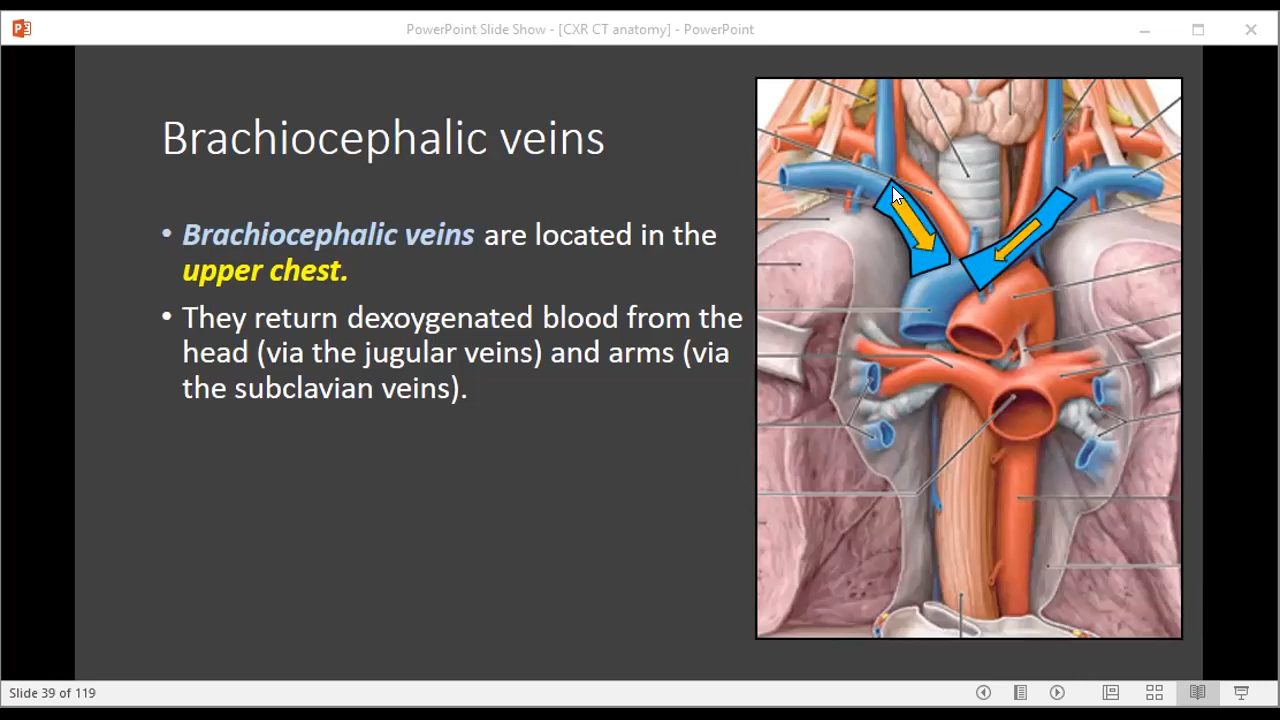 PowerPoint Slide Show - [CXR CT anatomy] - PowerPoint
Brachiocephalic veins
• Brachiocephalic veins are located in the
upper chest.
• They return dexoygenated blood from the
head (via the jugular veins) and arms (via
the subclavian veins).
Slide 39 of 119